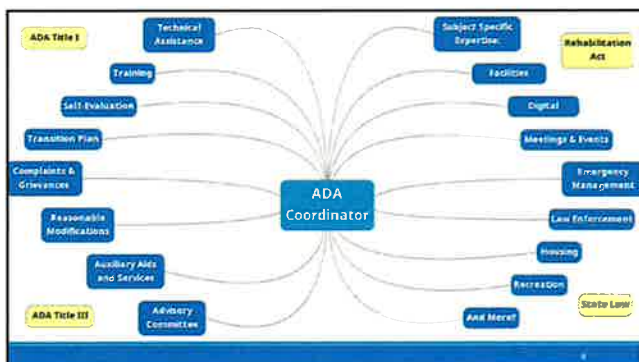 ADA Title I
Technical
Assistance
Training
Self-Evaluation
Transition Plan
Complaints &
Grievances
Reasonable
Modifications
Auxiliary Aids
and Services
Advisory
Committee
ADA Title III
ADA
Coordinator
Subject Specific
Expertise:
Rehabilitation
Act
Facilities
Digital
Meetings & Events
Emergency
Management
Law Enforcement
Housing
Recreation
And More!
State Law